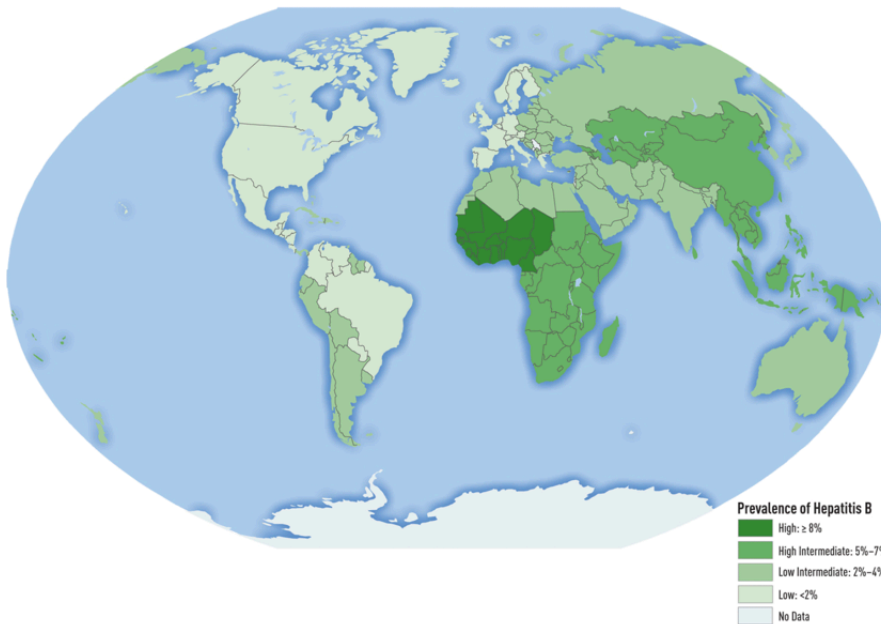 Prevalence of Hepatitis B
High: ≥ 8%
High Intermediate: 5%–7%
Low Intermediate: 2%–4%
Low: <2%
No Data